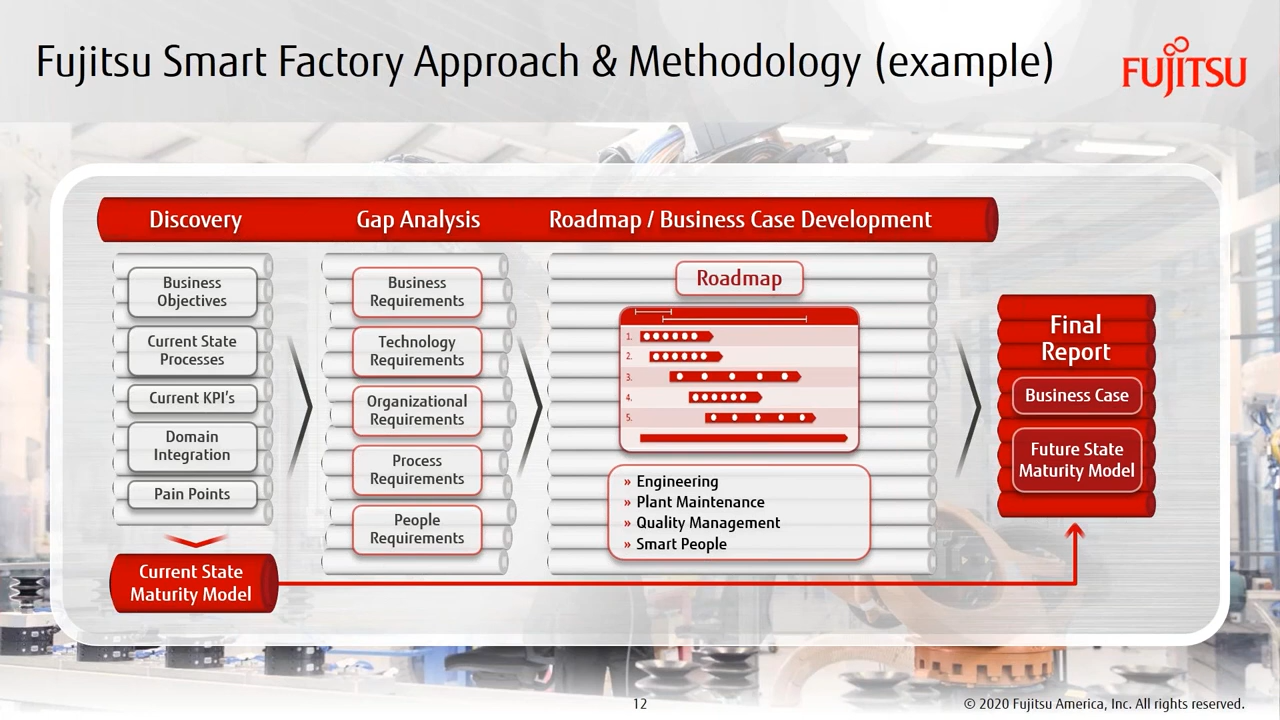 Fujitsu Smart Factory Approach & Methodology (example)
FUJITSU
Discovery
Gap Analysis
Roadmap / Business Case Development
Business
Objectives
Current State
Processes
Current KPI's
Domain
Integration
Pain Points
Current State
Maturity Model
Business
Requirements
Technology
Requirements
Organizational
Requirements
Process
Requirements
People
Requirements
Roadmap
1.
2.
3.
4.
5.
» Engineering
» Plant Maintenance
» Quality Management
» Smart People
Final
Report
Business Case
Future State
Maturity Model
12
© 2020 Fujitsu America, Inc. All rights reserved.